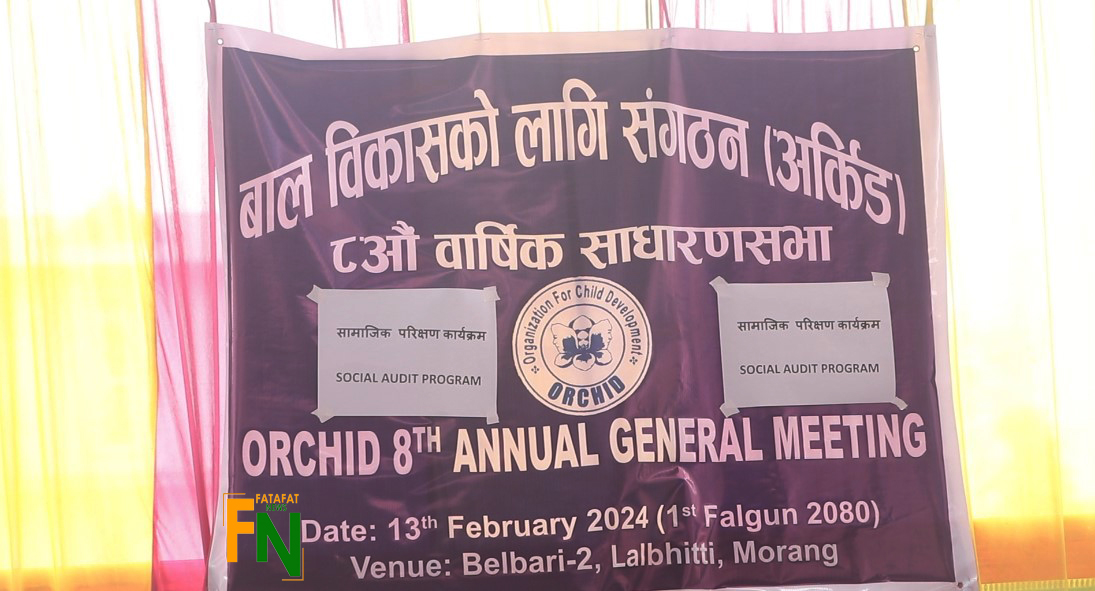 बाल विकासको लागि संगठन (अर्किड)
८औं वार्षिक साधारणसभा
सामाजिक परिक्षण कार्यक्रम
SOCIAL AUDIT PROGRAM
Organization For Child Development
ORCHID
सामाजिक परिक्षण कार्यक्रम
SOCIAL AUDIT PROGRAM
ORCHID 8TH ANNUAL GENERAL MEETING
Date: 13th February 2024 (1st Falgun 2080)
Venue: Belbari-2, Lalbhitti, Morang
FATAFAT
NEWS
FN